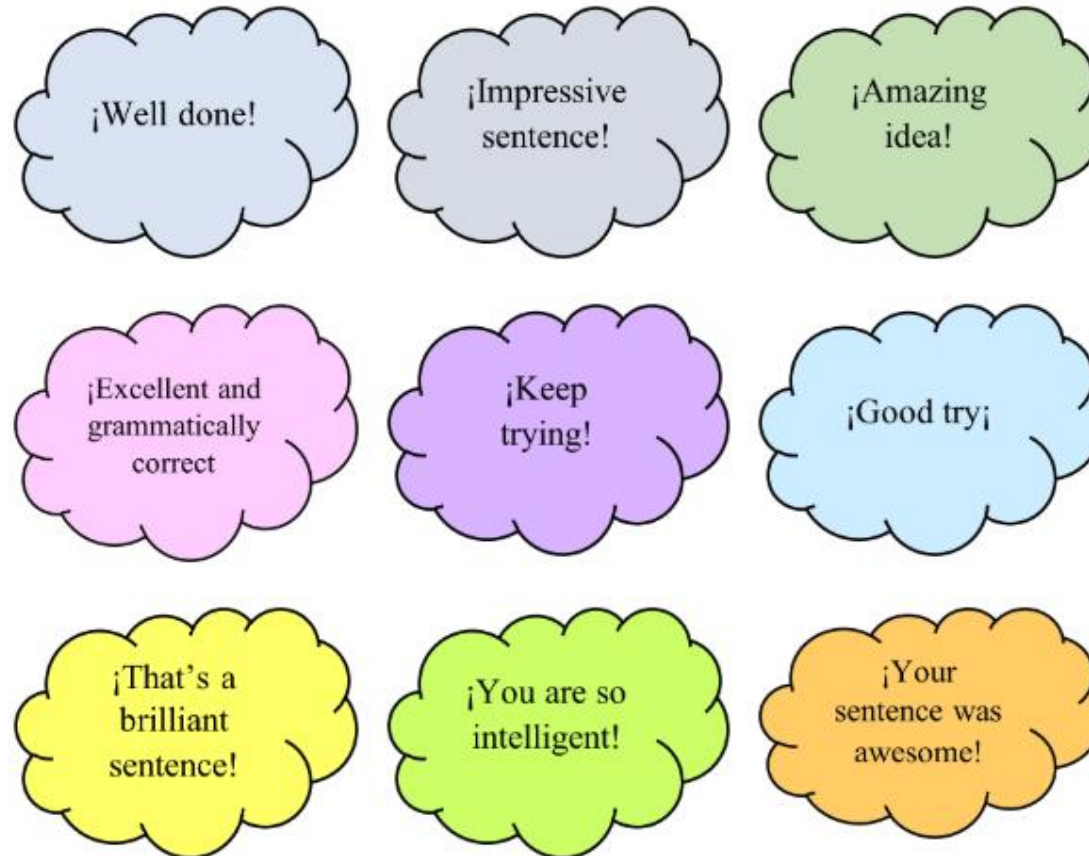 ¡Well done!
¡Impressive
sentence!
¡Amazing
idea!
¡Excellent and
grammatically
correct
¡Keep
trying!
¡Good try¡
¡That's a
brilliant
sentence!
¡You are so
intelligent!
¡Your
sentence was
awesome!